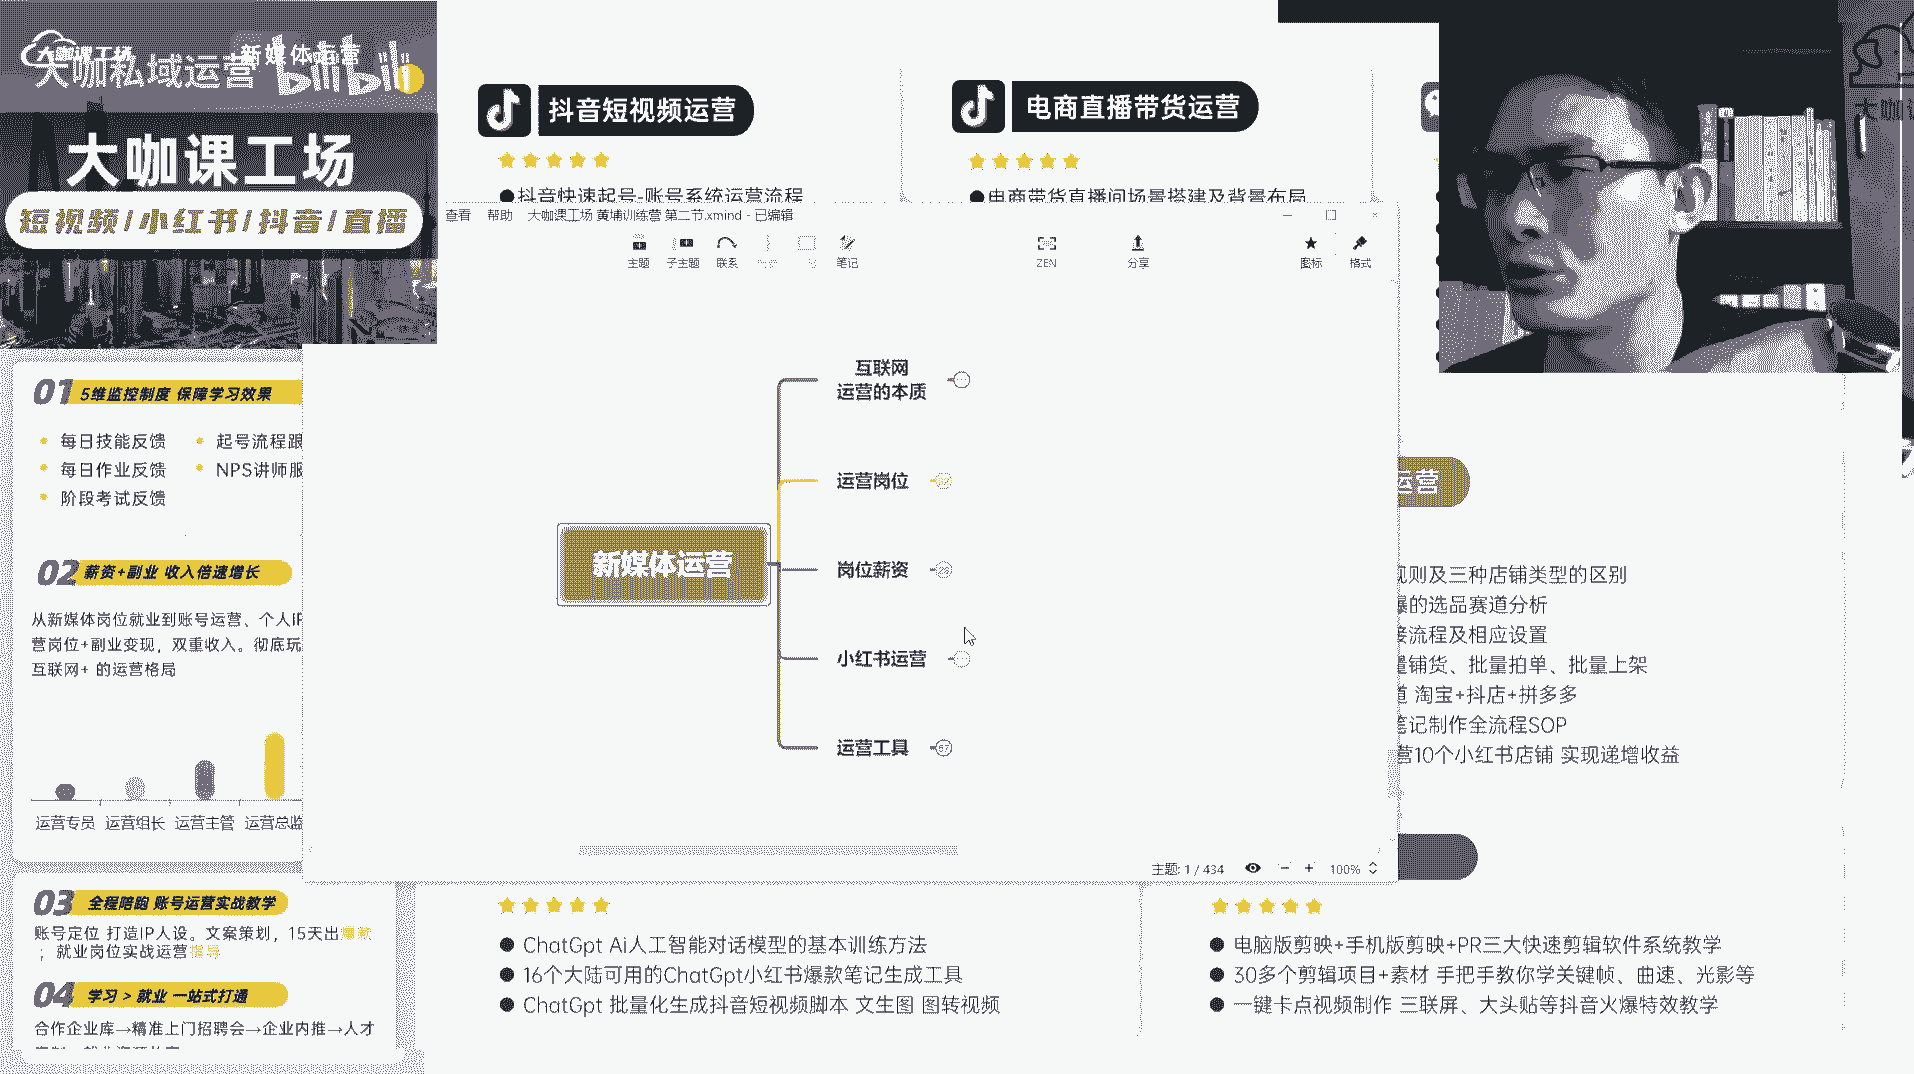 大咖课工场
新媒体运营
大咖私域运营
bilibili
大咖课工场
短视频/小红书/抖音/直播
抖音短视频运营
抖音快速起号-账号系统运营流程
电商直播带货运营
电商带货直播间场景搭建及背景布局
查看 帮助 大咖课工场 黄埔训练营 第二节.xmind - 已编辑
主题 子主题 联系 笔记 ZEN 分享 图标 格式
互联网
运营的本质
运营岗位
岗位薪资
新媒体运营
小红书运营
运营工具
67
主题: 1 / 434
100%
01 5维监控制度 保障学习效果
每日技能反馈 起号流程跟
每日作业反馈 NPS讲师服
阶段考试反馈
02 薪资+副业 收入倍速增长
从新媒体岗位就业到账号运营、个人IP
营岗位+副业变现，双重收入。彻底玩
互联网+ 的运营格局
运营专员 运营组长 运营主管 运营总监
03 全程陪跑 账号运营实战教学
账号定位 打造IP人设。文案策划，15天出爆款
；就业岗位实战运营指导
04 学习 > 就业 一站式打通
合作企业库→精准上门招聘会→企业内推→人才
运营
规则及三种店铺类型的区别
的选品赛道分析
流程及相应设置
量铺货、批量拍单、批量上架
道 淘宝+抖店+拼多多
笔记制作全流程SOP
营10个小红书店铺 实现递增收益
ChatGpt Ai人工智能对话模型的基本训练方法
16个大陆可用的ChatGpt小红书爆款笔记生成工具
ChatGpt 批量化生成抖音短视频脚本 文生图 图转视频
电脑版剪映+手机版剪映+PR三大快速剪辑软件系统教学
30多个剪辑项目+素材 手把手教你学关键帧、曲速、光影等
一键卡点视频制作 三联屏、大头贴等抖音火爆特效教学